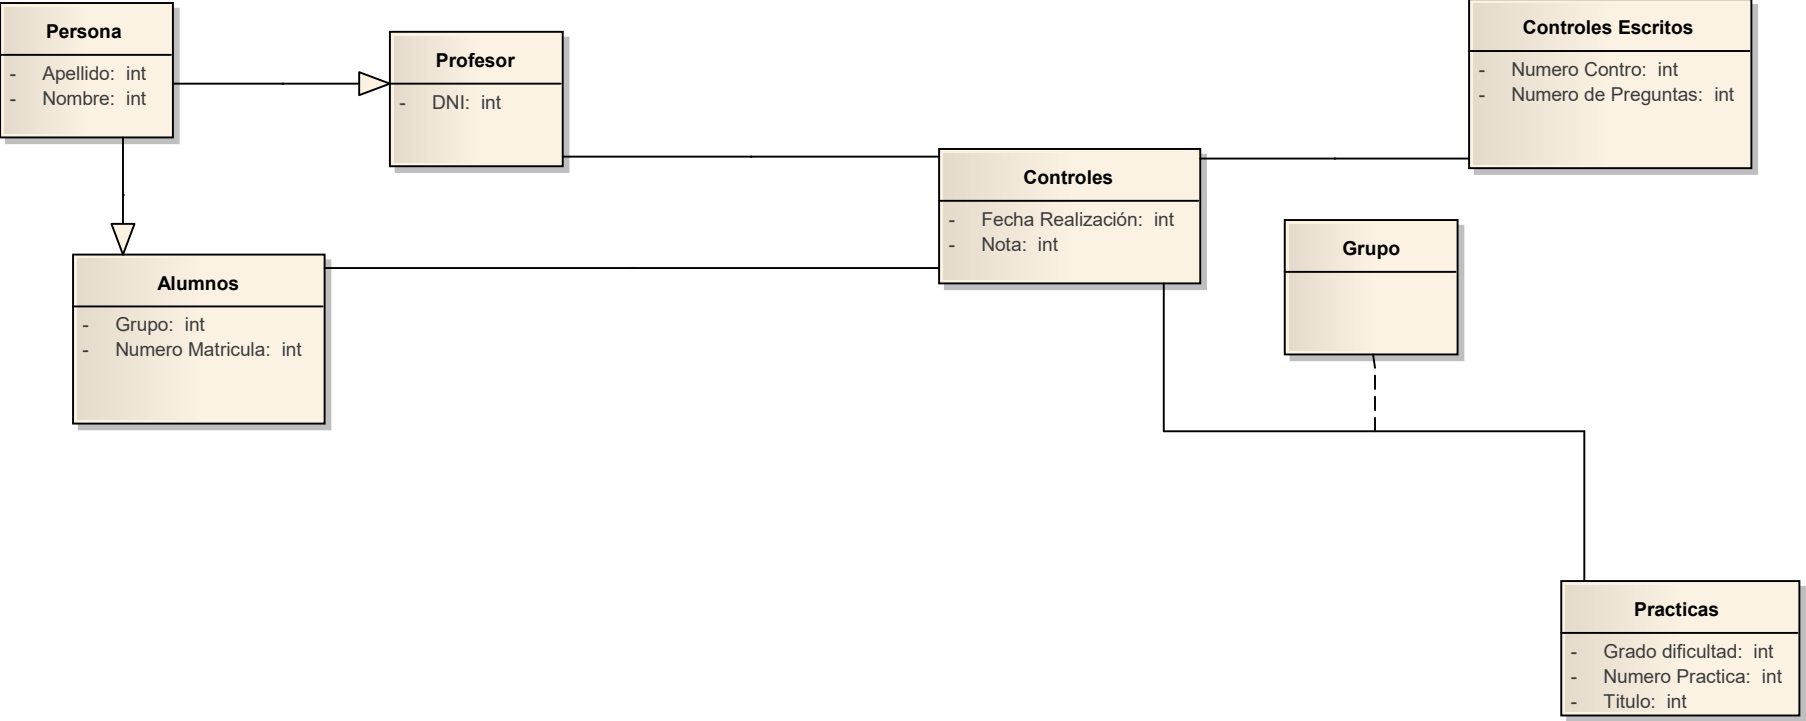 Persona
- Apellido: int
- Nombre: int
Profesor
- DNI: int
Alumnos
- Grupo: int
- Numero Matricula: int
Controles
- Fecha Realización: int
- Nota: int
Controles Escritos
- Numero Contro: int
- Numero de Preguntas: int
Grupo
Practicas
- Grado dificultad: int
- Numero Practica: int
- Titulo: int